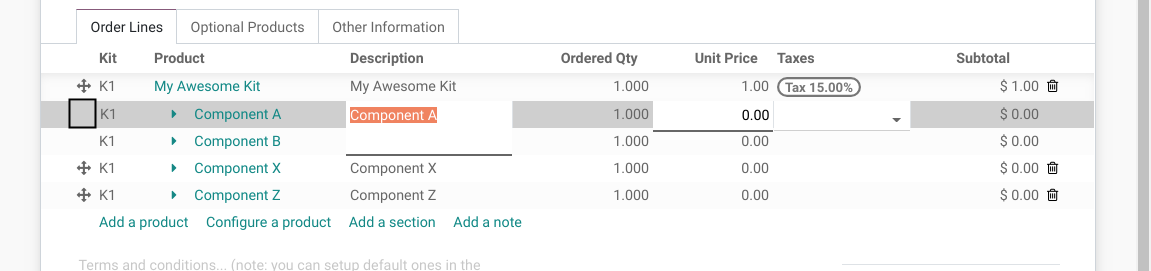 Order Lines Optional Products Other Information
Kit Product Description Ordered Qty Unit Price Taxes Subtotal
K1 My Awesome Kit My Awesome Kit 1.000 1.00 Tax 15.00% $ 1.00
K1 Component A Component A 1.000 0.00 $ 0.00
K1 Component B 1.000 0.00 $ 0.00
K1 Component X Component X 1.000 0.00 $ 0.00
K1 Component Z Component Z 1.000 0.00 $ 0.00
Add a product Configure a product Add a section Add a note
Terms and conditions... (note: you can setup default ones in the